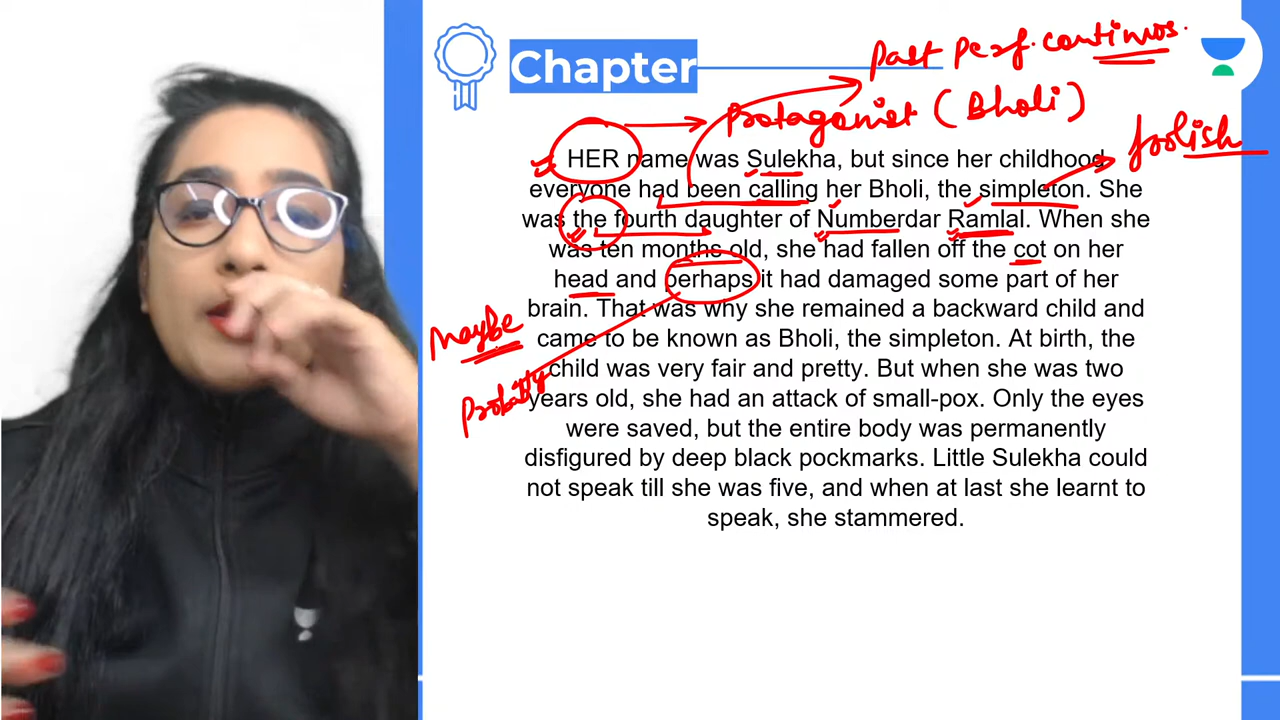 Chapter
Past Perf. continuos.
Protagonist (Bholi)
foolish
HER name was Sulekha, but since her childhood
everyone had been calling her Bholi, the simpleton. She
was the fourth daughter of Numberdar Ramlal. When she
was ten months old, she had fallen off the cot on her
head and perhaps it had damaged some part of her
brain. That was why she remained a backward child and
Maybe
came to be known as Bholi, the simpleton. At birth, the
child was very fair and pretty. But when she was two
years old, she had an attack of small-pox. Only the eyes
were saved, but the entire body was permanently
disfigured by deep black pockmarks. Little Sulekha could
not speak till she was five, and when at last she learnt to
speak, she stammered.